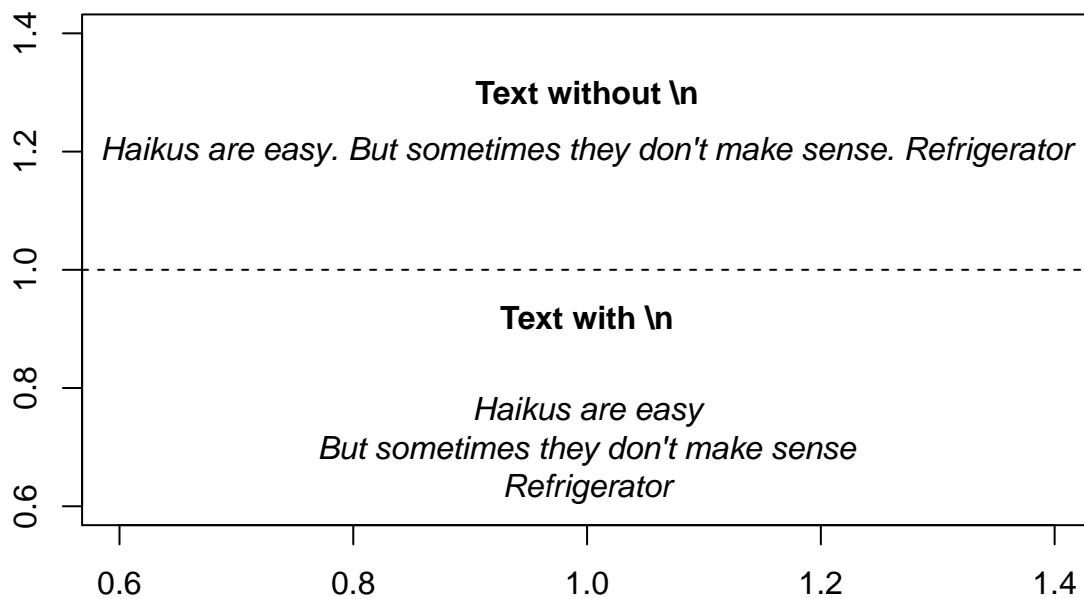 1.4
Text without \n
1.2
Haikus are easy. But sometimes they don't make sense. Refrigerator
1.0
Text with \n
0.8
Haikus are easy
But sometimes they don't make sense
Refrigerator
0.6
0.6 0.8 1.0 1.2 1.4